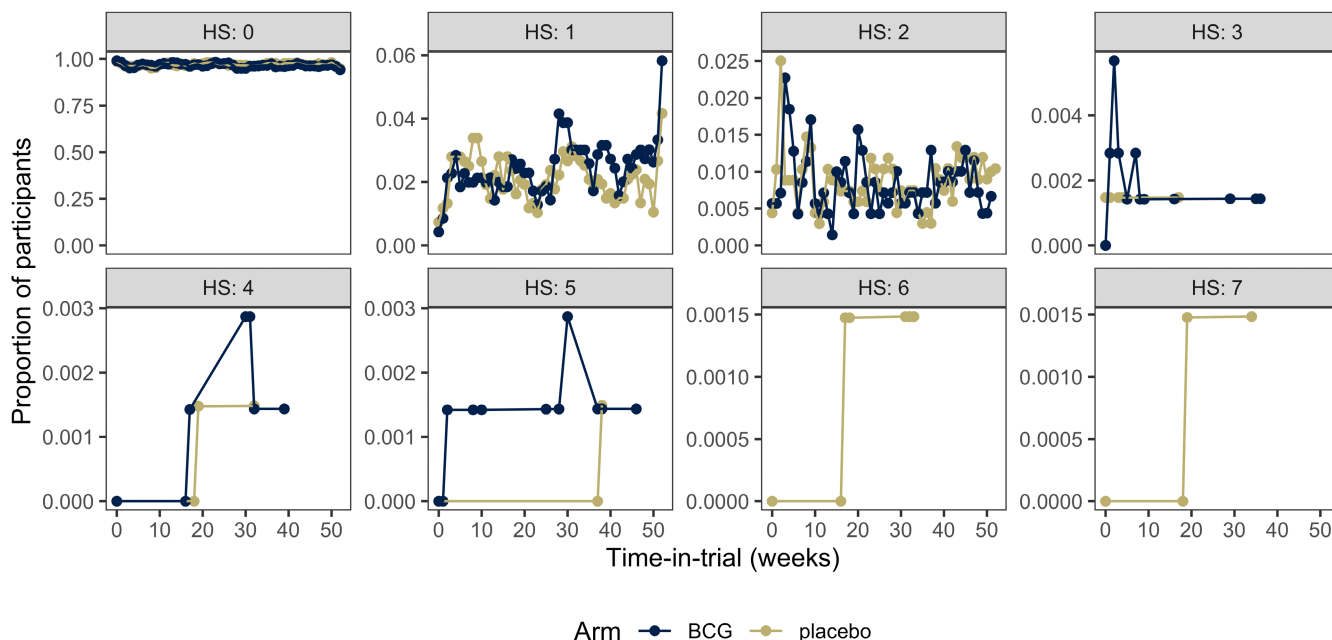 HS: 0 HS: 1 HS: 2 HS: 3
1.00 0.75 0.50 0.25 0.00
0.06 0.04 0.02 0.00
0.025 0.020 0.015 0.010 0.005 0.000
0.004 0.002 0.000
Proportion of participants
HS: 4 HS: 5 HS: 6 HS: 7
0.003 0.002 0.001 0.000
0.003 0.002 0.001 0.000
0.0015 0.0010 0.0005 0.0000
0.0015 0.0010 0.0005 0.0000
0 10 20 30 40 50 0 10 20 30 40 50 0 10 20 30 40 50 0 10 20 30 40 50
Time-in-trial (weeks)
Arm BCG placebo